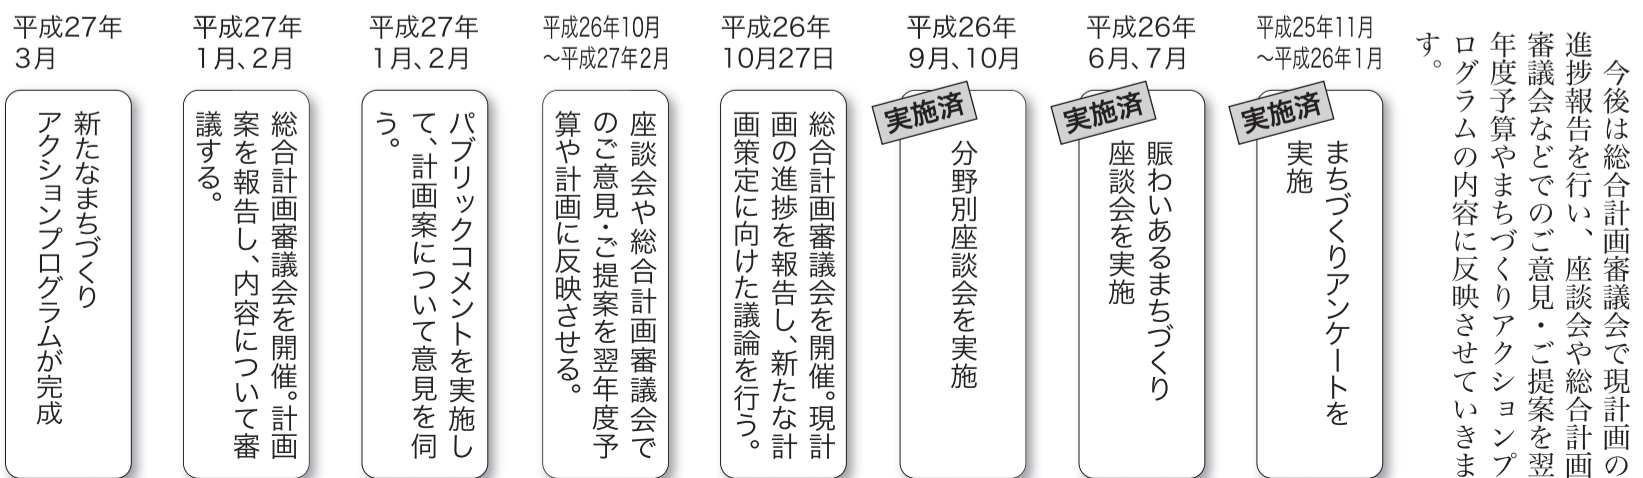 今後は総合計画審議会で現計画の
進捗報告を行い、座談会や総合計画
審議会などでのご意見・ご提案を翌
年度予算やまちづくりアクションプ
ログラムの内容に反映させていきま
す。
平成25年11月
〜平成26年1月
実施済
まちづくりアンケートを
実施
平成26年
6月、7月
実施済
賑わいあるまちづくり
座談会を実施
平成26年
9月、10月
実施済
分野別座談会を実施
平成26年
10月27日
総合計画審議会を開催。現計
画の進捗を報告し、新たな計
画策定に向けた議論を行う。
平成26年10月
〜平成27年2月
座談会や総合計画審議会で
のご意見・ご提案を翌年度予
算や計画に反映させる。
平成27年
1月、2月
パブリックコメントを実施し
て、計画案について意見を伺
う。
平成27年
1月、2月
総合計画審議会を開催。計画
案を報告し、内容について審
議する。
平成27年
3月
新たなまちづくり
アクションプログラムが完成